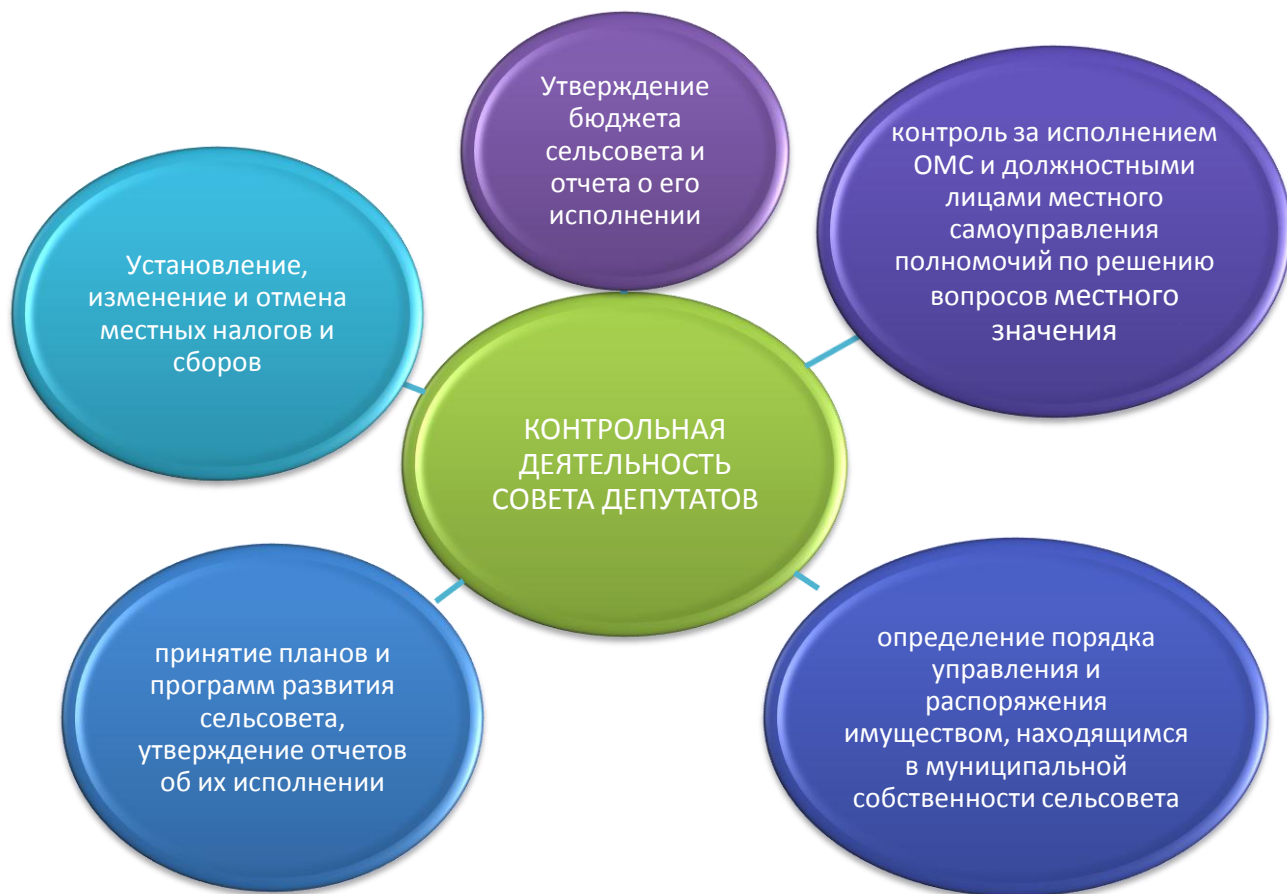 Утверждение
бюджета
сельсовета и
отчета о его
исполнении
контроль за исполнением
ОМС и должностными
лицами местного
самоуправления
полномочий по решению
вопросов местного
значения
Установление,
изменение и отмена
местных налогов и
сборов
КОНТРОЛЬНАЯ
ДЕЯТЕЛЬНОСТЬ
СОВЕТА ДЕПУТАТОВ
принятие планов и
программ развития
сельсовета,
утверждение отчетов
об их исполнении
определение порядка
управления и
распоряжения
имуществом, находящимся
в муниципальной
собственности сельсовета